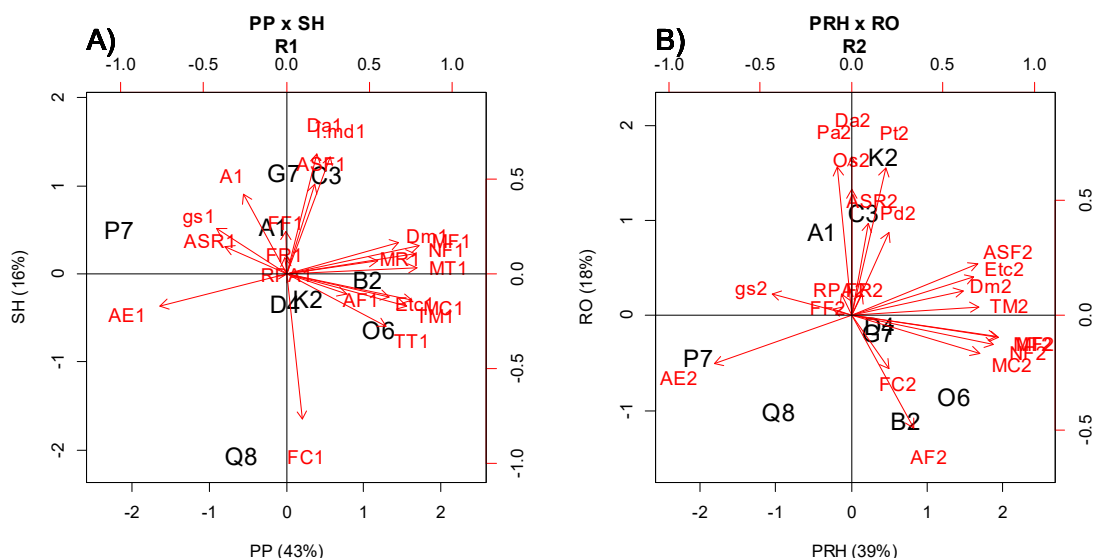 A)
PP x SH
R1
-1.0 -0.5 0.0 0.5 1.0
SH (16%)
2
1
0
-1
-2
0.5
0.0
-0.5
-1.0
-2 -1 0 1 2
PP (43%)
Da1
ASF1
G7
C3
A1
gs1
FF1
A1
P7
ASR1
Dm1
MF1
NF1
FR1
MR1
MT1
B2
D4
K2
AF1
MC1
AE1
TM1
O6
TT1
Q8
FC1
B)
PRH x RO
R2
-1.0 -0.5 0.0 0.5 1.0
RO (18%)
2
1
0
-1
0.5
0.0
-0.5
-2 -1 0 1 2
PRH (39%)
Da2
Pa2
Pt2
Os2
K2
ASR2
C3
Pd2
A1
ASF2
Etc2
gs2
Dm2
FF2
TM2
D4
G7
P7
NF2
MC2
AE2
FC2
O6
Q8
B2
AF2